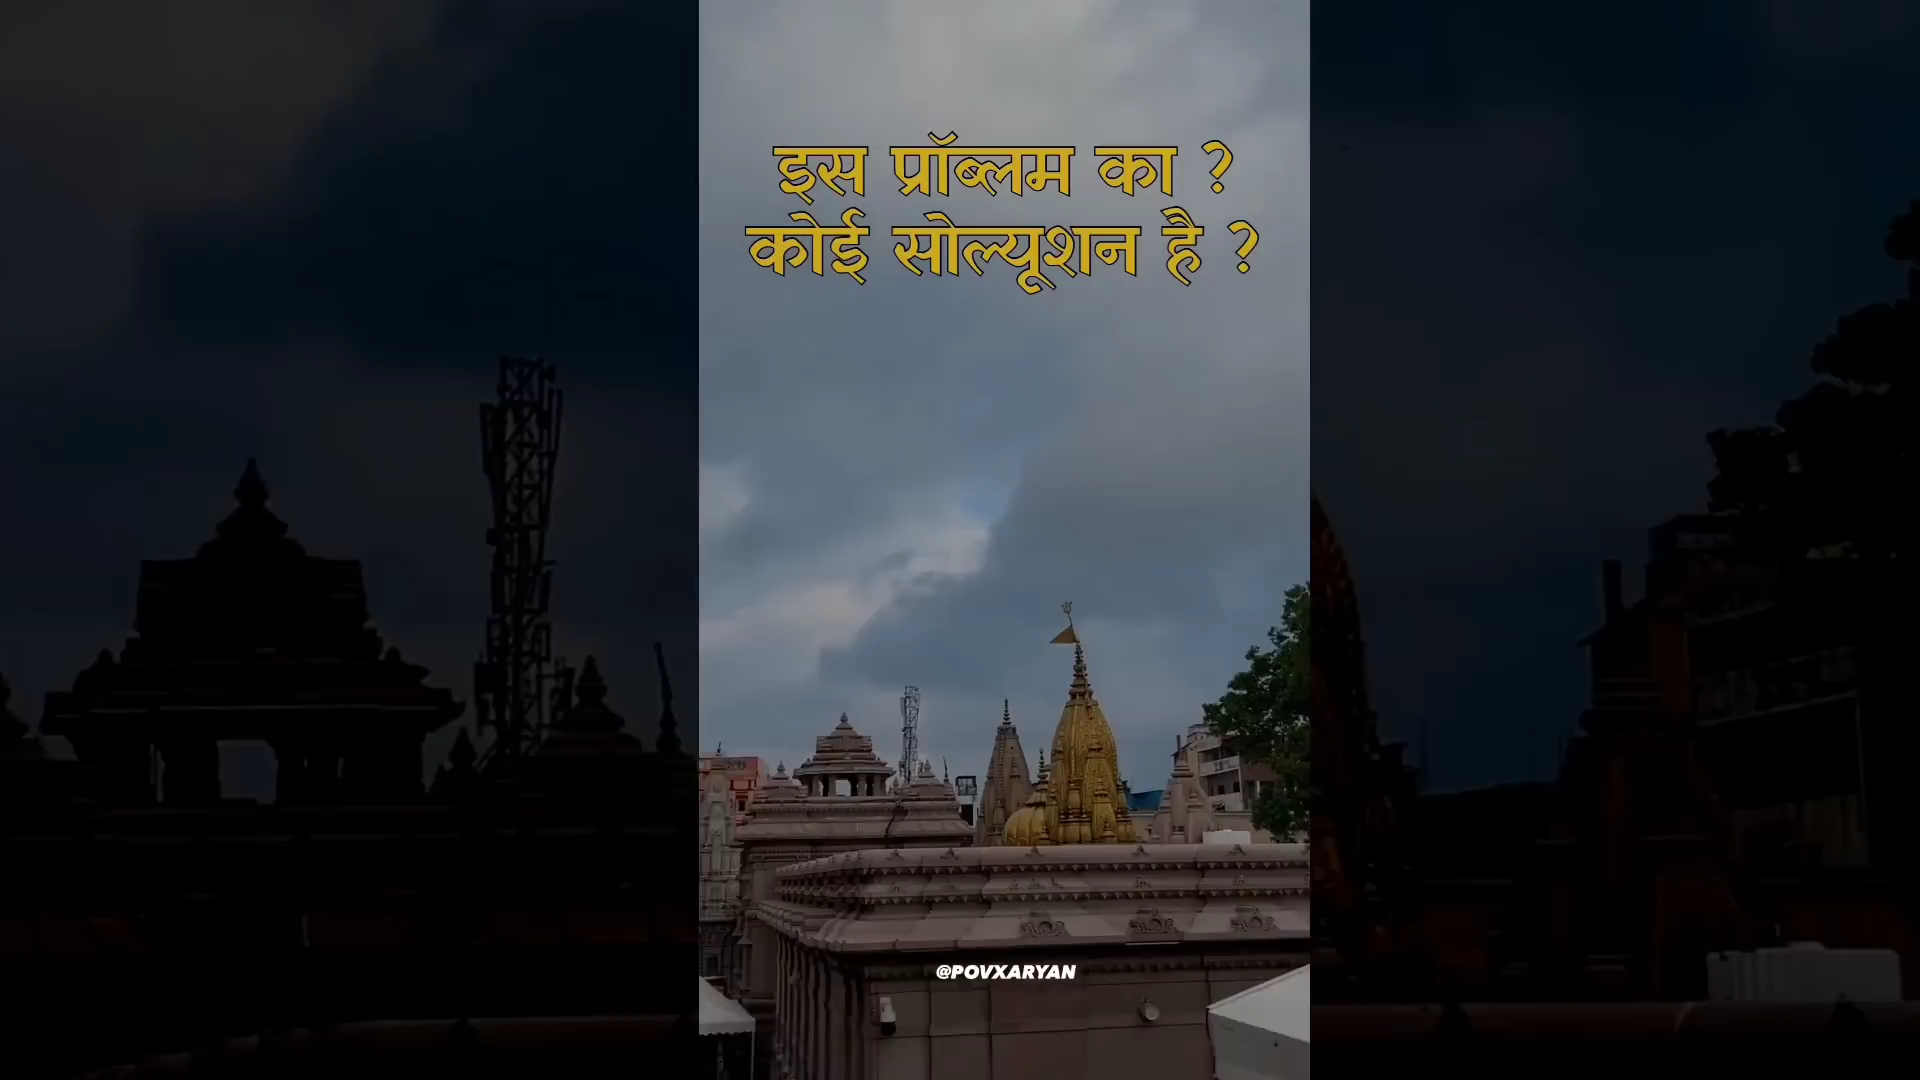 इस प्रॉब्लम का ?
कोई सोल्यूशन है ?
@POVXARYAN